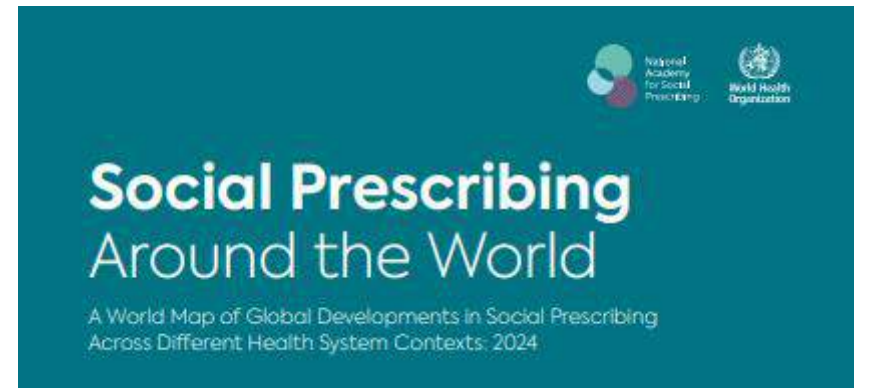 National
Academy
for Social
Prescribing
World Health
Organization
Social Prescribing
Around the World
A World Map of Global Developments in Social Prescribing
Across Different Health System Contexts: 2024